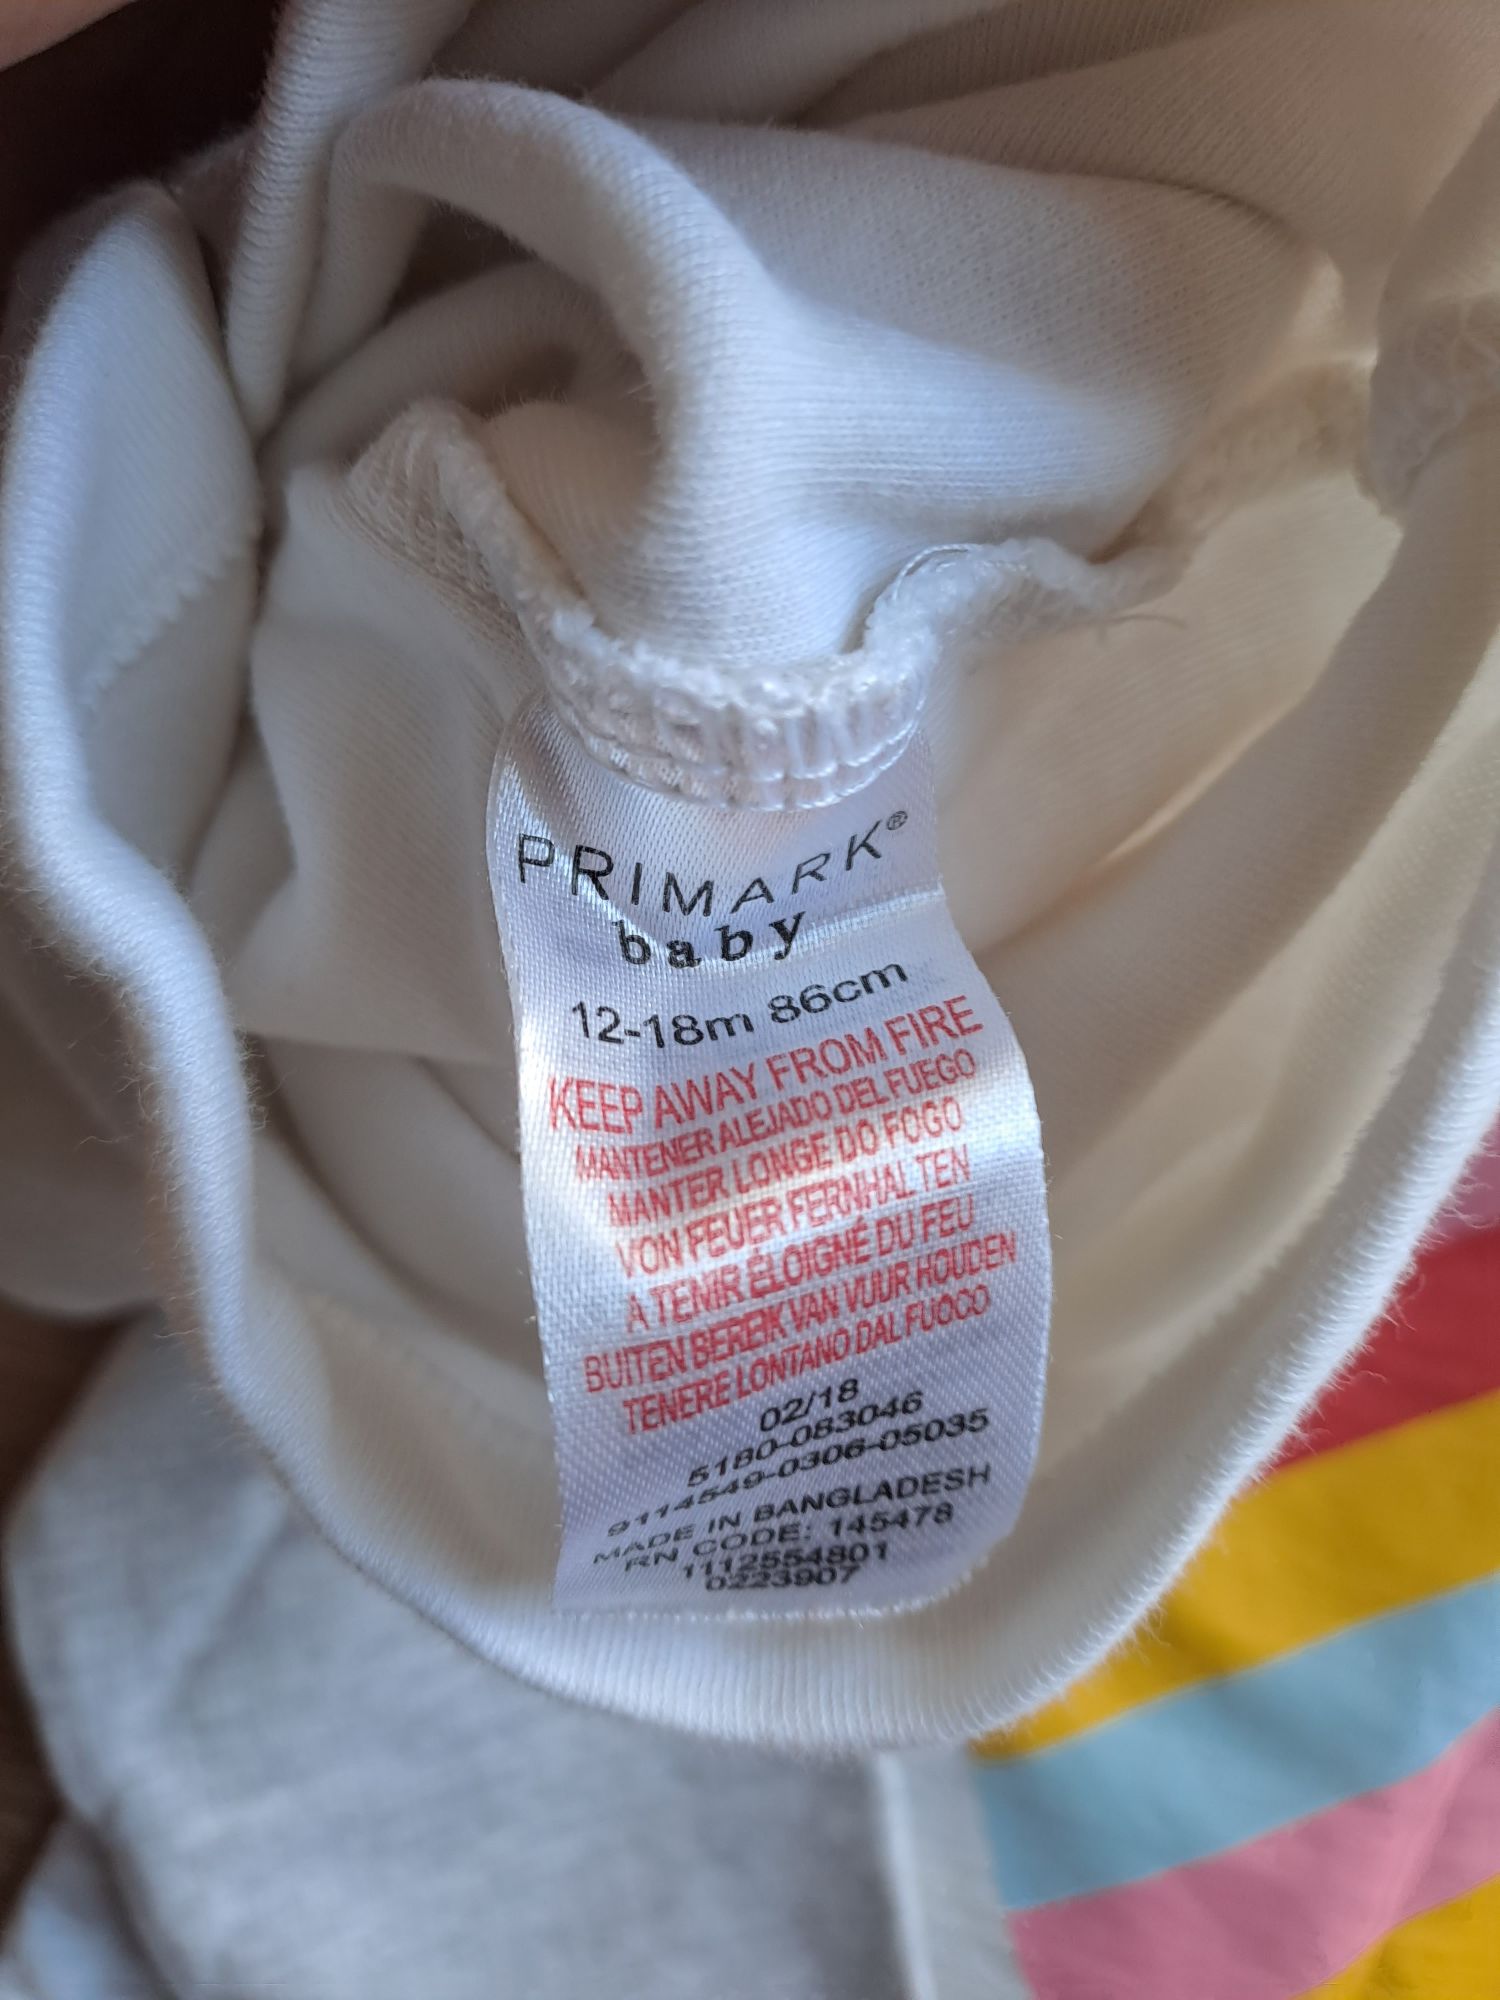 PRIMARK®
baby
12-18m 86cm
KEEP AWAY FROM FIRE
MANTENER ALEJADO DEL FUEGO
MANTER LONGE DO FOGO
VON FEUER FERNHALTEN
A TENIR ÉLOIGNÉ DU FEU
BUITEN BEREIK VAN VUUR HOUDEN
TENERE LONTANO DAL FUOCO
02/18
5180-083046
9114549-0306-05035
MADE IN BANGLADESH
RN CODE: 145478
1112554801
0223907